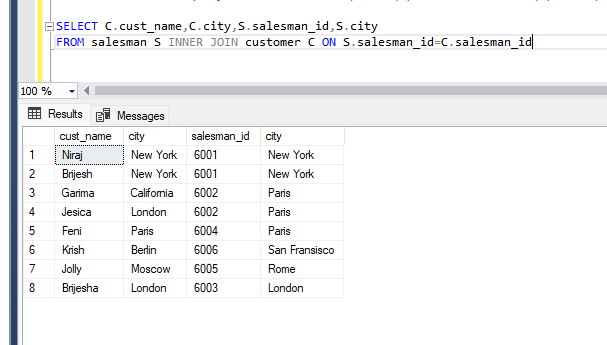 SELECT C.cust_name,C.city,S.salesman_id,S.city
FROM salesman S INNER JOIN customer C ON S.salesman_id=C.salesman_id
100 %
Results Messages
cust_name city salesman_id city
1 Niraj New York 6001 New York
2 Brijesh New York 6001 New York
3 Garima California 6002 Paris
4 Jesica London 6002 Paris
5 Feni Paris 6004 Paris
6 Krish Berlin 6006 San Fransisco
7 Jolly Moscow 6005 Rome
8 Brijesha London 6003 London